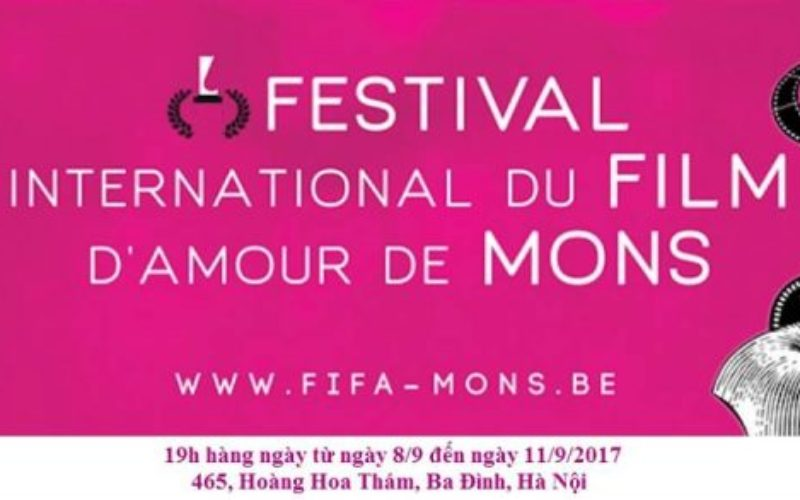 FESTIVAL
INTERNATIONAL DU FILM
D'AMOUR DE MONS
WWW.FIFA-MONS.BE
19h hàng ngày từ ngày 8/9 đến ngày 11/9/2017
465, Hoàng Hoa Thám, Ba Đình, Hà Nội